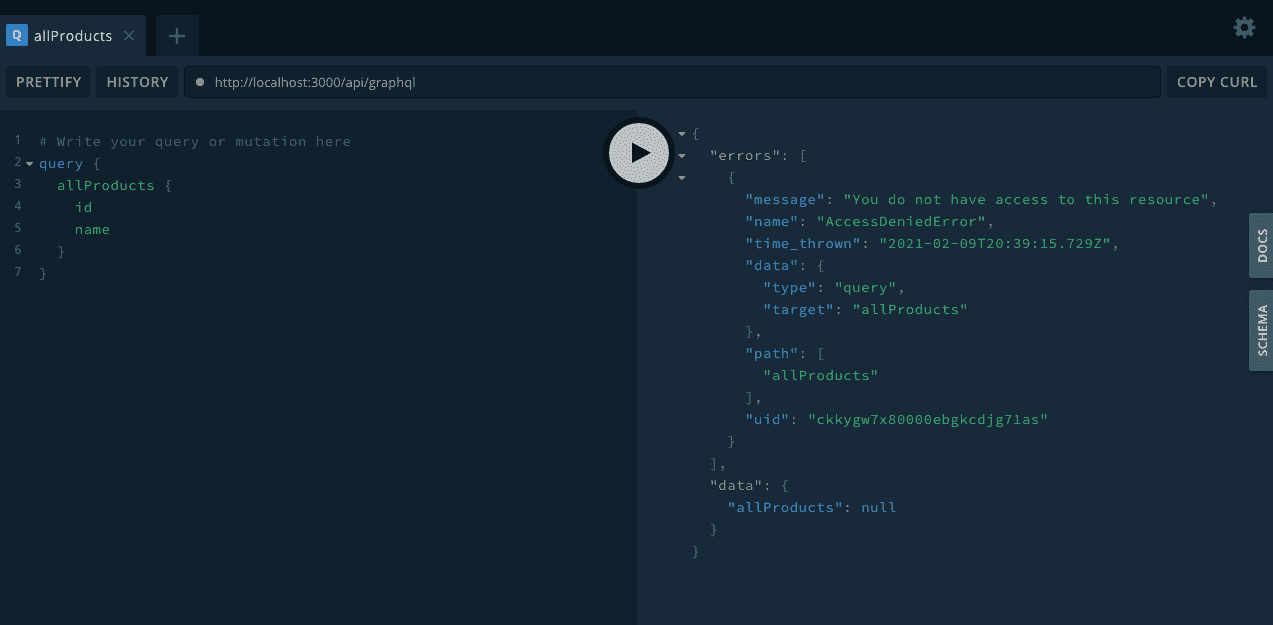 Q allProducts
PRETTIFY HISTORY http://localhost:3000/api/graphql COPY CURL
1 # Write your query or mutation here
2 query {
3 allProducts {
4 id
5 name
6 }
7 }
{
"errors": [
{
"message": "You do not have access to this resource",
"name": "AccessDeniedError",
"time_thrown": "2021-02-09T20:39:15.729Z",
"data": {
"type": "query",
"target": "allProducts"
},
"path": [
"allProducts"
],
"uid": "ckkygw7x80000ebgkcdjg7las"
}
],
"data": {
"allProducts": null
}
}
DOCS
SCHEMA